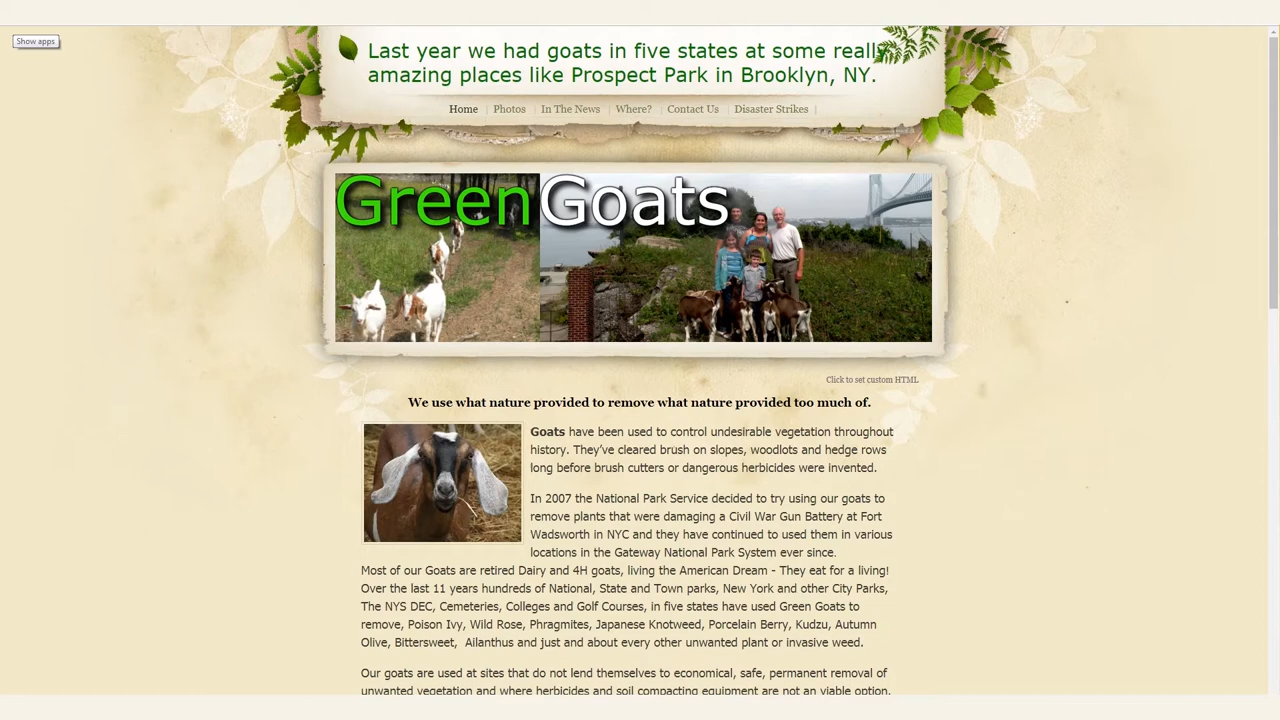 Show apps
Last year we had goats in five states at some really
amazing places like Prospect Park in Brooklyn, NY.
Home | Photos | In The News | Where? | Contact Us | Disaster Strikes |
GreenGoats
Click to set custom HTML
We use what nature provided to remove what nature provided too much of.
Goats have been used to control undesirable vegetation throughout
history. They've cleared brush on slopes, woodlots and hedge rows
long before brush cutters or dangerous herbicides were invented.
In 2007 the National Park Service decided to try using our goats to
remove plants that were damaging a Civil War Gun Battery at Fort
Wadsworth in NYC and they have continued to used them in various
locations in the Gateway National Park System ever since.
Most of our Goats are retired Dairy and 4H goats, living the American Dream - They eat for a living!
Over the last 11 years hundreds of National, State and Town parks, New York and other City Parks,
The NYS DEC, Cemeteries, Colleges and Golf Courses, in five states have used Green Goats to
remove, Poison Ivy, Wild Rose, Phragmites, Japanese Knotweed, Porcelain Berry, Kudzu, Autumn
Olive, Bittersweet,  Ailanthus and just and about every other unwanted plant or invasive weed.
Our goats are used at sites that do not lend themselves to economical, safe, permanent removal of
unwanted vegetation and where herbicides and soil compacting equipment are not an viable option.